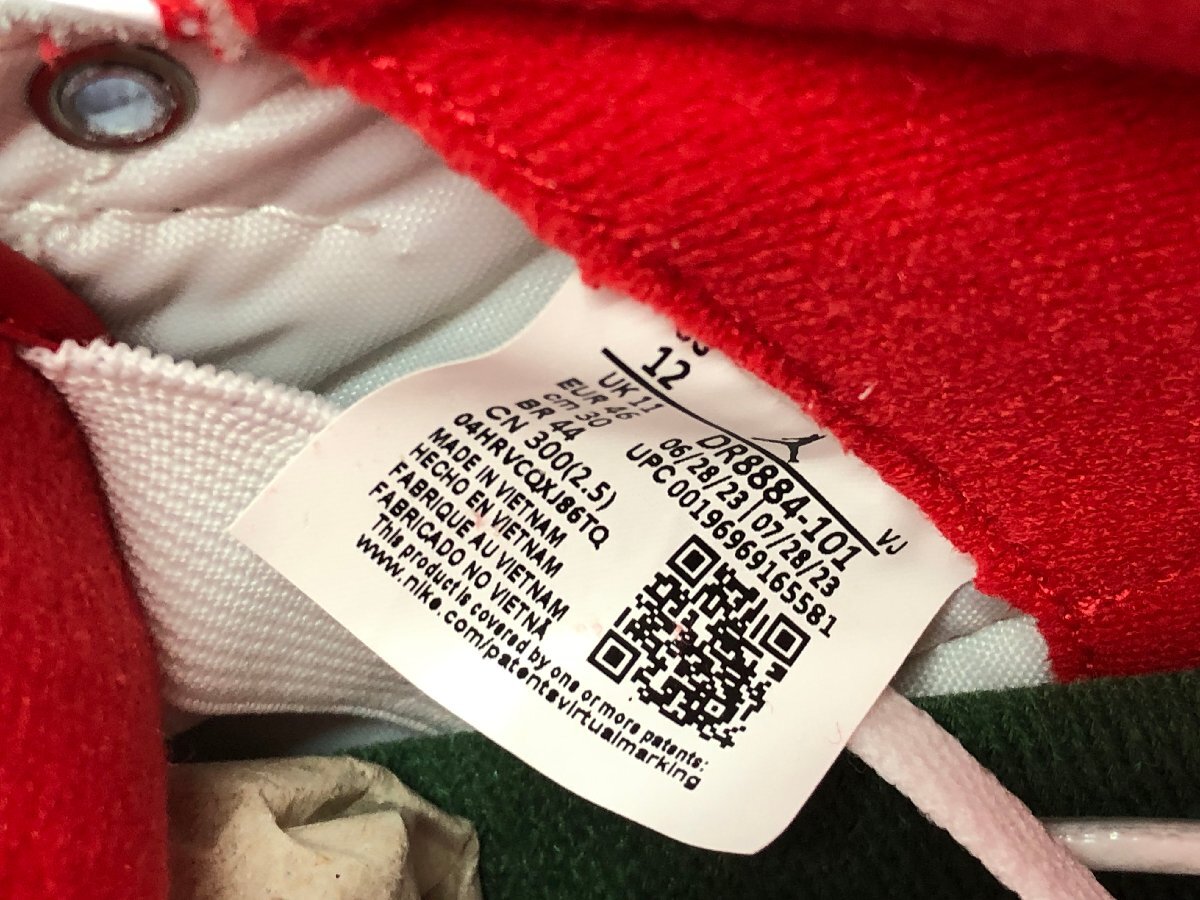 12
UK 11
EUR 46
cm 30
BR 44
CN 300(2.5)
04HRVCQXJ86TQ
MADE IN VIETNAM
HECHO EN VIETNAM
FABRIQUE AU VIETNAM
FABRICADO NO VIETNÃ
This product is covered by one or more patents:
www.nike.com/patentsvirtualmarking
VJ
DR8884-101
06/28/23 | 07/28/23
UPC 00196969165581